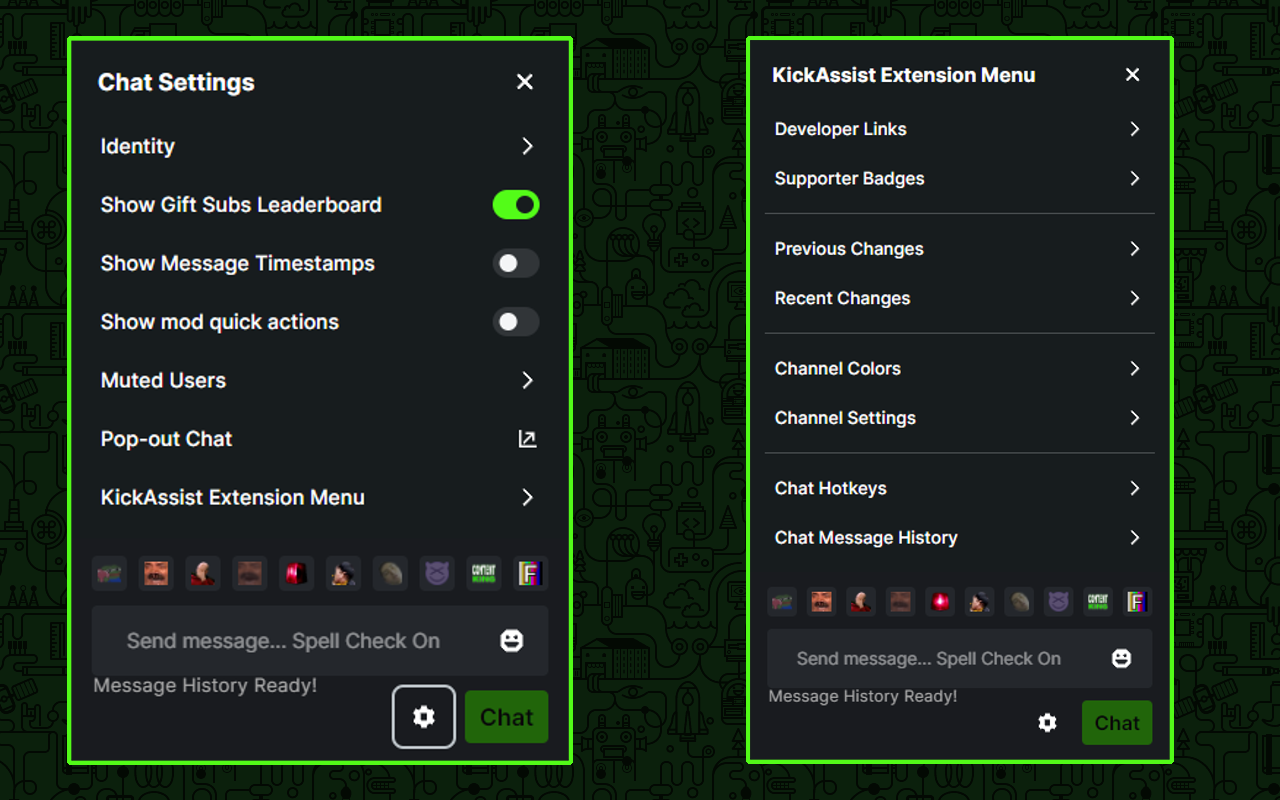 Chat Settings
Identity
Show Gift Subs Leaderboard
Show Message Timestamps
Show mod quick actions
Muted Users
Pop-out Chat
KickAssist Extension Menu
CONTENT
F
Send message... Spell Check On
Message History Ready!
Chat
KickAssist Extension Menu
Developer Links
Supporter Badges
Previous Changes
Recent Changes
Channel Colors
Channel Settings
Chat Hotkeys
Chat Message History
CONTENT
F
Send message... Spell Check On
Message History Ready!
Chat